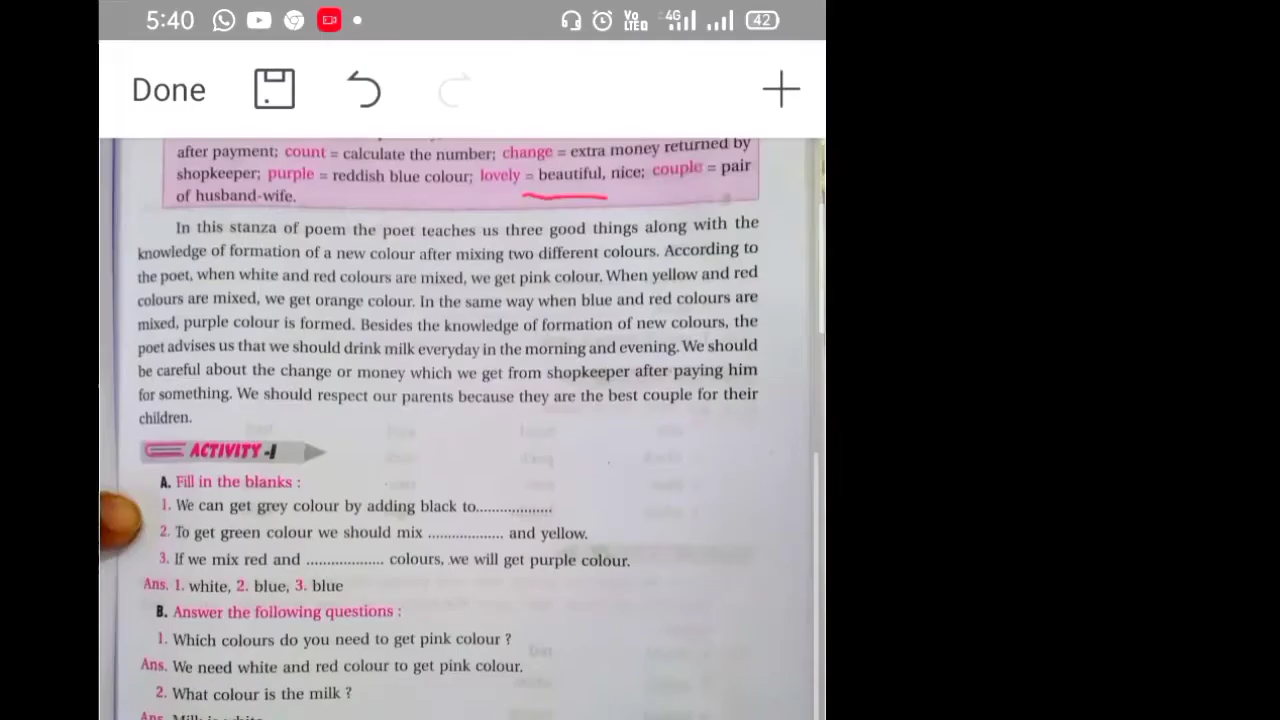 5:40
Vo LTED 4G 42
Done
after payment; count = calculate the number; change = extra money returned by
shopkeeper; purple = reddish blue colour; lovely = beautiful, nice; couple = pair
of husband-wife.
In this stanza of poem the poet teaches us three good things along with the
knowledge of formation of a new colour after mixing two different colours. According to
the poet, when white and red colours are mixed, we get pink colour. When yellow and red
colours are mixed, we get orange colour. In the same way when blue and red colours are
mixed, purple colour is formed. Besides the knowledge of formation of new colours, the
poet advises us that we should drink milk everyday in the morning and evening. We should
be careful about the change or money which we get from shopkeeper after paying him
for something. We should respect our parents because they are the best couple for their
children.
ACTIVITY-1
A. Fill in the blanks :
1. We can get grey colour by adding black to..................
2. To get green colour we should mix .................. and yellow.
3. If we mix red and .................. colours, we will get purple colour.
Ans. 1. white, 2. blue, 3. blue
B. Answer the following questions :
1. Which colours do you need to get pink colour ?
Ans. We need white and red colour to get pink colour.
2. What colour is the milk ?
Ans. Milk is white